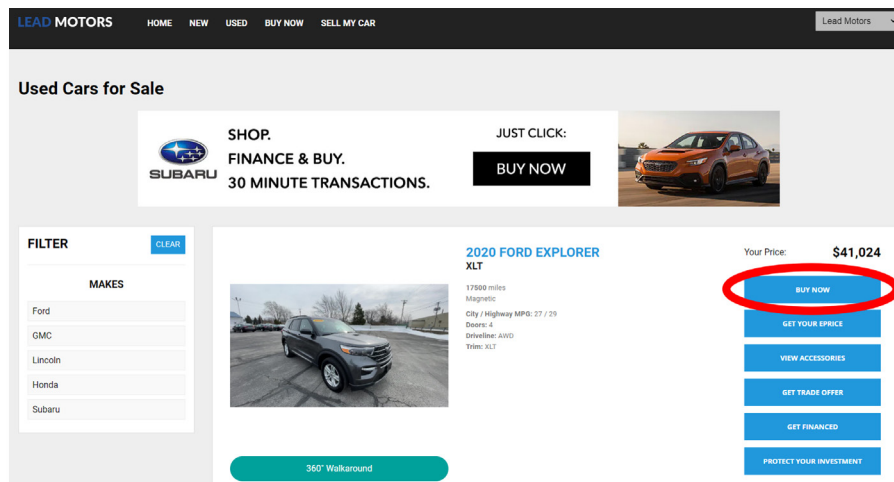 LEAD MOTORS
HOME NEW USED BUY NOW SELL MY CAR
Lead Motors
Used Cars for Sale
SUBARU
SHOP.
FINANCE & BUY.
30 MINUTE TRANSACTIONS.
JUST CLICK:
BUY NOW
FILTER
CLEAR
MAKES
Ford
GMC
Lincoln
Honda
Subaru
360° Walkaround
2020 FORD EXPLORER
XLT
17500 miles
Magnetic
City / Highway MPG: 27 / 29
Doors: 4
Driveline: AWD
Trim: XLT
Your Price: $41,024
BUY NOW
GET YOUR EPRICE
VIEW ACCESSORIES
GET TRADE OFFER
GET FINANCED
PROTECT YOUR INVESTMENT